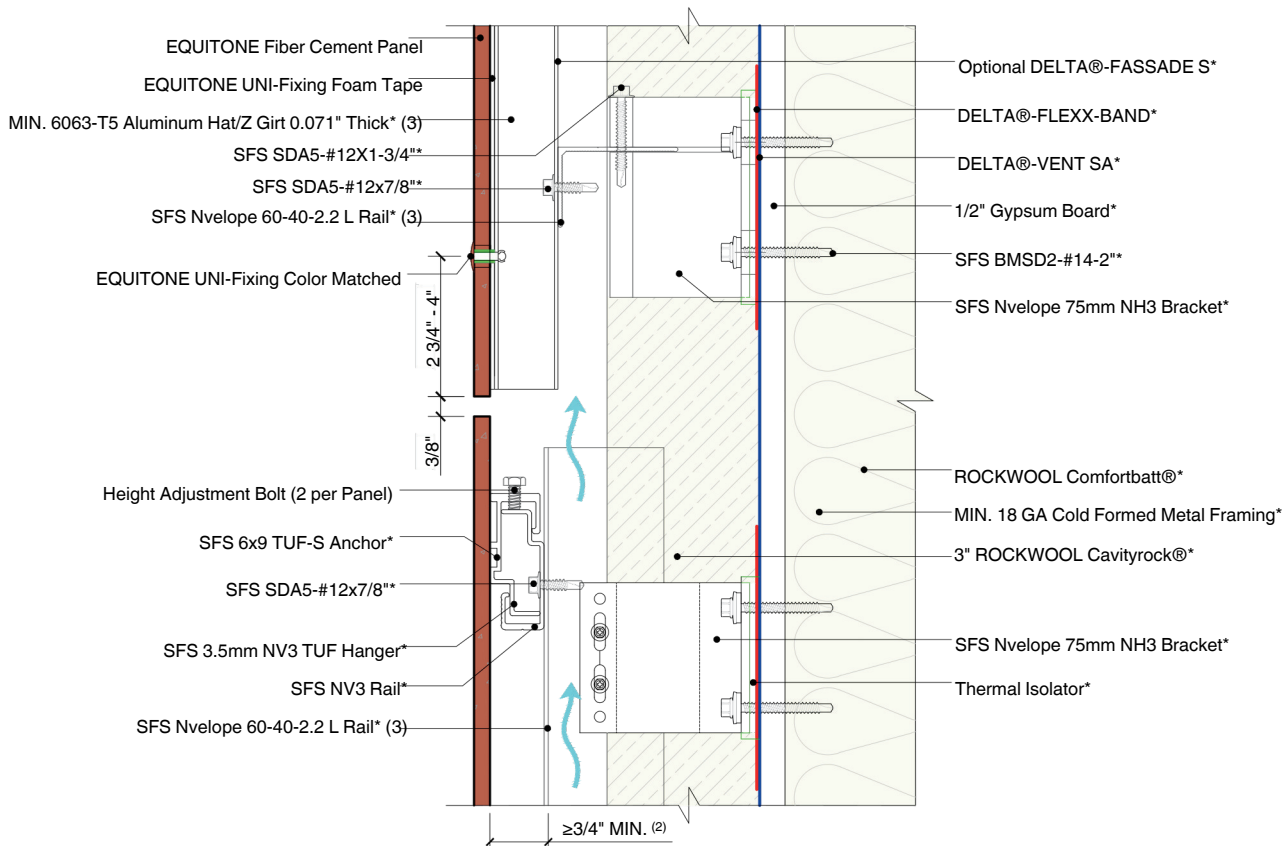 EQUITONE Fiber Cement Panel
EQUITONE UNI-Fixing Foam Tape
MIN. 6063-T5 Aluminum Hat/Z Girt 0.071" Thick* (3)
SFS SDA5-#12X1-3/4"*
SFS SDA5-#12x7/8"*
SFS Nvelope 60-40-2.2 L Rail* (3)
EQUITONE UNI-Fixing Color Matched
2 3/4" - 4"
3/8"
Height Adjustment Bolt (2 per Panel)
SFS 6x9 TUF-S Anchor*
SFS SDA5-#12x7/8"*
SFS 3.5mm NV3 TUF Hanger*
SFS NV3 Rail*
SFS Nvelope 60-40-2.2 L Rail* (3)
≥3/4" MIN. (2)
Optional DELTA®-FASSADE S*
DELTA®-FLEXX-BAND*
DELTA®-VENT SA*
1/2" Gypsum Board*
SFS BMSD2-#14-2"*
SFS Nvelope 75mm NH3 Bracket*
ROCKWOOL Comfortbatt®*
MIN. 18 GA Cold Formed Metal Framing*
3" ROCKWOOL Cavityrock®*
SFS Nvelope 75mm NH3 Bracket*
Thermal Isolator*